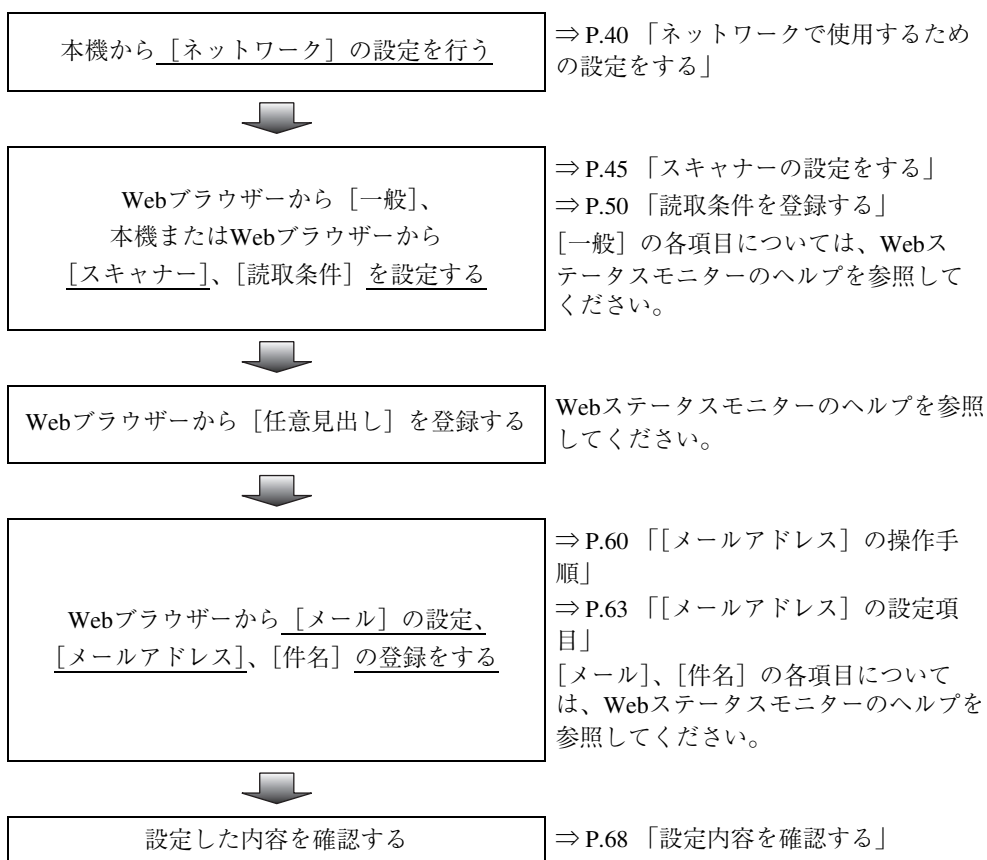 本機から［ネットワーク］の設定を行う
⇒ P.40 「ネットワークで使用するため
の設定をする」
Webブラウザーから［一般］、
本機またはWebブラウザーから
［スキャナー］、［読取条件］を設定する
⇒ P.45 「スキャナーの設定をする」
⇒ P.50 「読取条件を登録する」
［一般］の各項目については、Webス
テータスモニターのヘルプを参照して
ください。
Webブラウザーから［任意見出し］を登録する
Webステータスモニターのヘルプを参照
してください。
Webブラウザーから［メール］の設定、
［メールアドレス］、［件名］の登録をする
⇒ P.60 「［メールアドレス］の操作手
順」
⇒ P.63 「［メールアドレス］の設定項
目」
［メール］、［件名］の各項目について
は、Webステータスモニターのヘルプを
参照してください。
設定した内容を確認する
⇒ P.68 「設定内容を確認する」